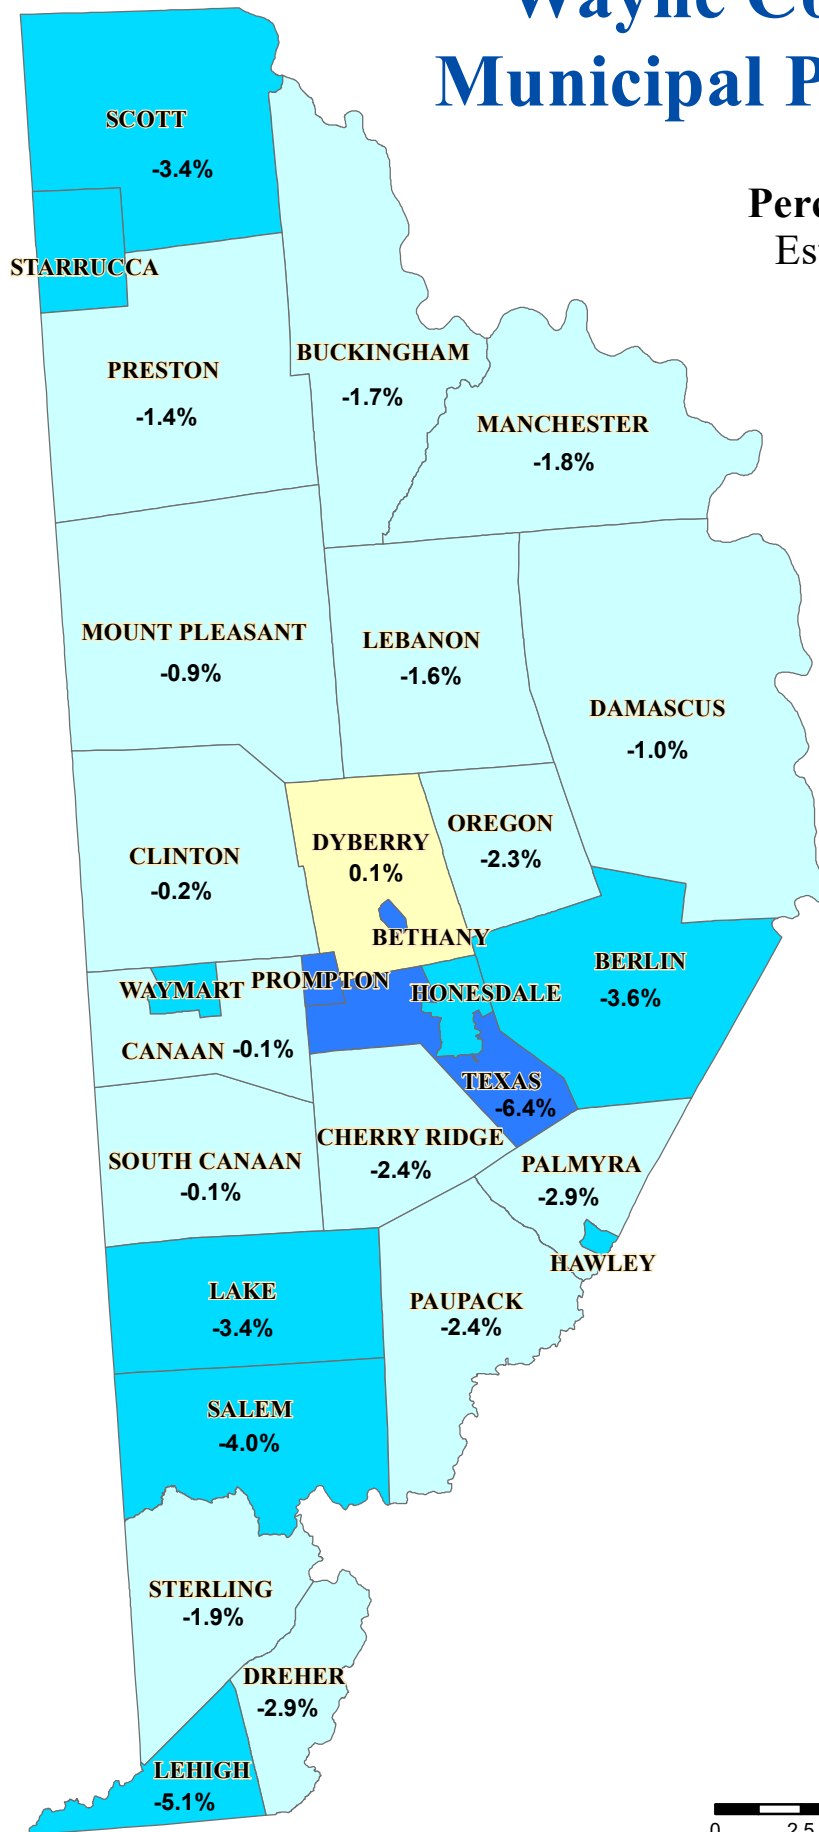 Wayne Co
Municipal P
Perc
Es
SCOTT
-3.4%
STARRUCCA
BUCKINGHAM
-1.7%
PRESTON
-1.4%
MANCHESTER
-1.8%
MOUNT PLEASANT
-0.9%
LEBANON
-1.6%
DAMASCUS
-1.0%
OREGON
-2.3%
DYBERRY
0.1%
CLINTON
-0.2%
BETHANY
BERLIN
-3.6%
PROMPTON
WAYMART
HONESDALE
CANAAN -0.1%
TEXAS
-6.4%
CHERRY RIDGE
-2.4%
SOUTH CANAAN
-0.1%
PALMYRA
-2.9%
HAWLEY
LAKE
-3.4%
PAUPACK
-2.4%
SALEM
-4.0%
STERLING
-1.9%
DREHER
-2.9%
LEHIGH
-5.1%
0 2.5